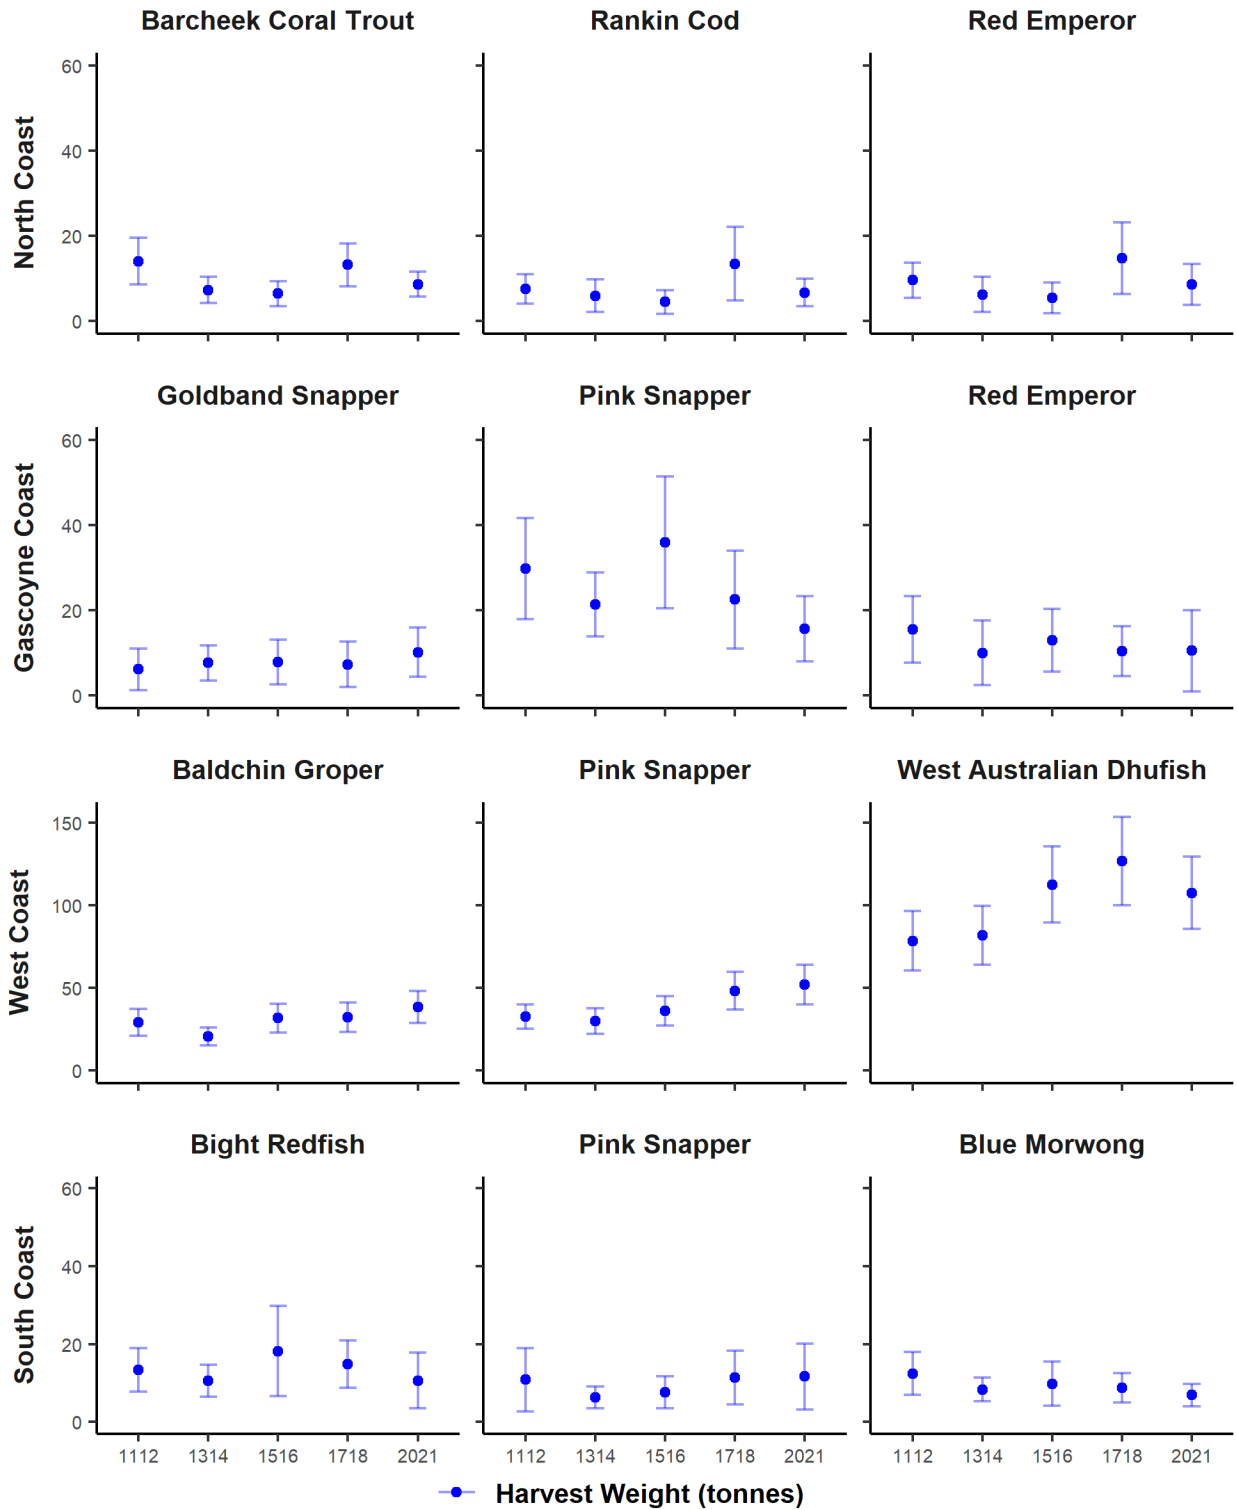 Barcheek Coral Trout
Rankin Cod
Red Emperor
North Coast
60
40
20
0
Goldband Snapper
Pink Snapper
Red Emperor
Gascoyne Coast
60
40
20
0
Baldchin Groper
Pink Snapper
West Australian Dhufish
West Coast
150
100
50
0
Bight Redfish
Pink Snapper
Blue Morwong
South Coast
60
40
20
0
1112 1314 1516 1718 2021
1112 1314 1516 1718 2021
1112 1314 1516 1718 2021
Harvest Weight (tonnes)